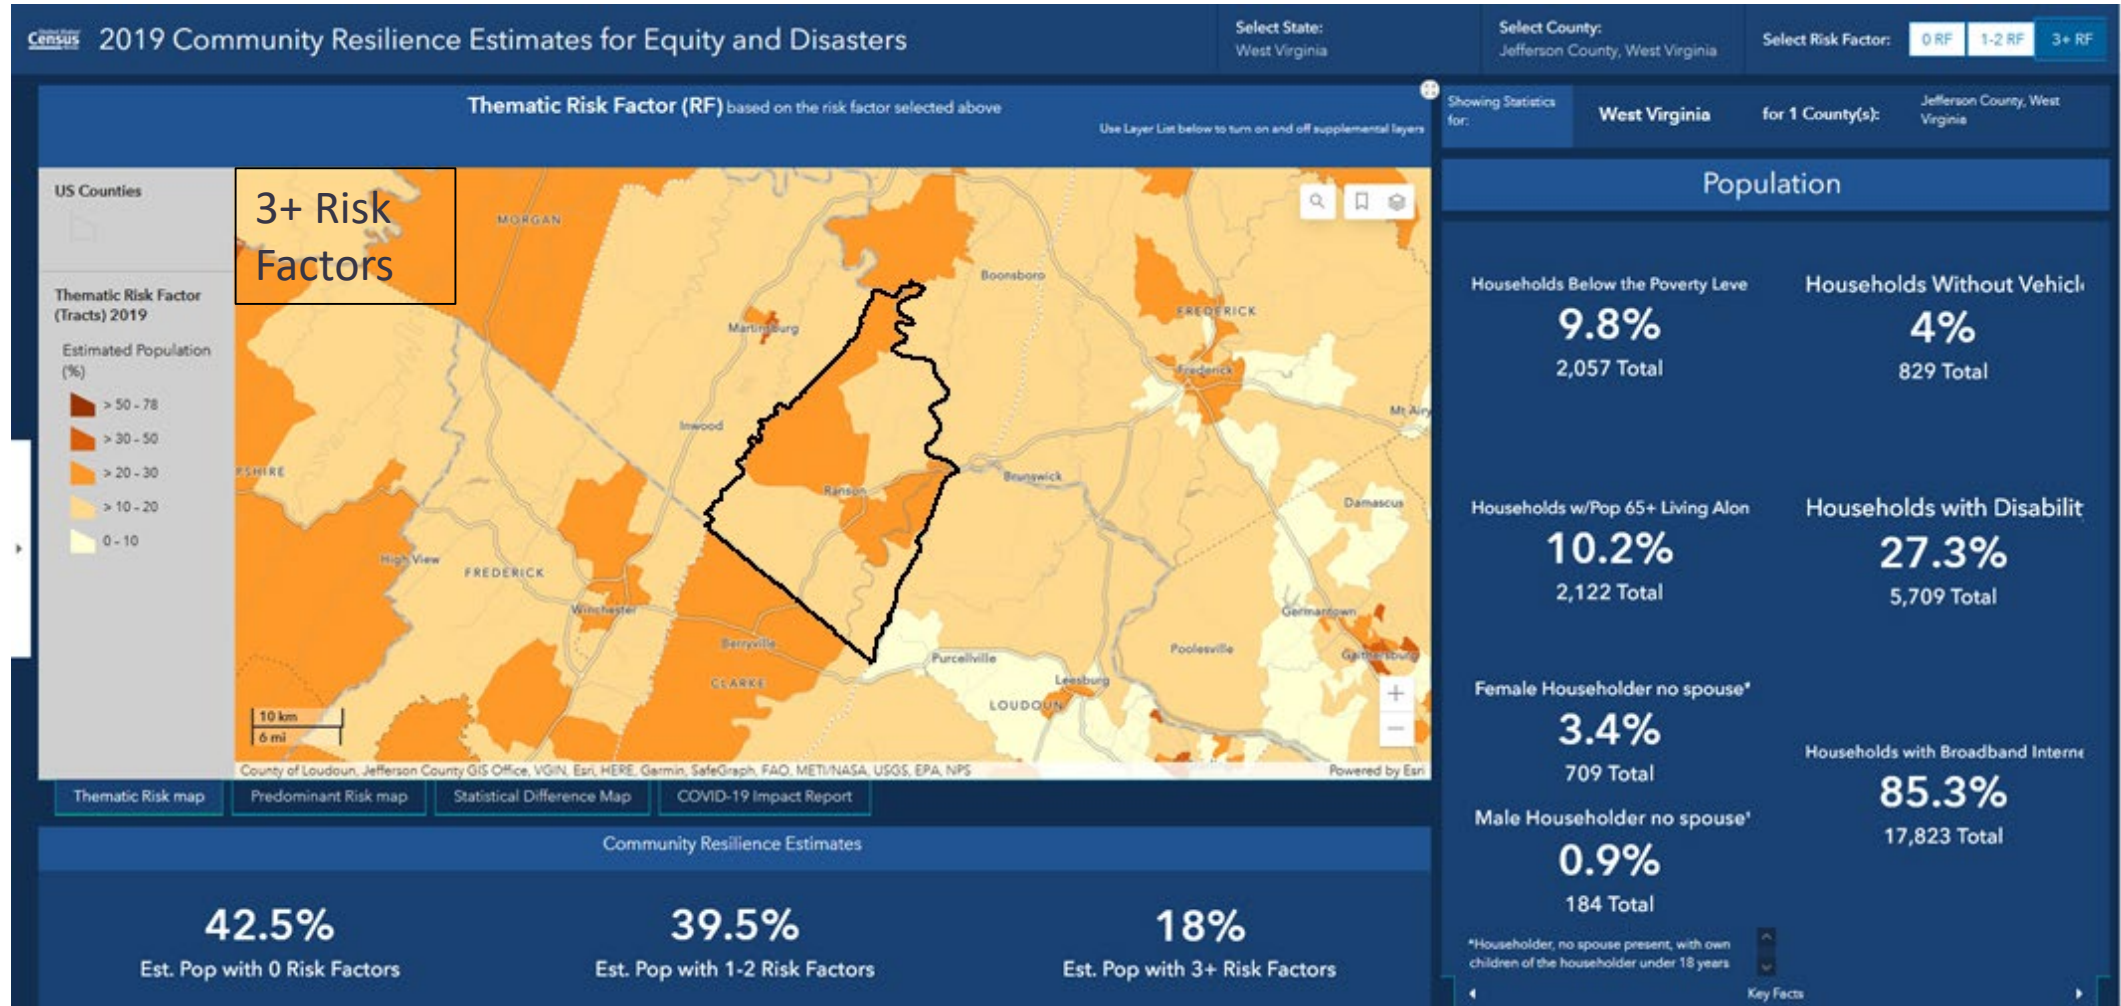 Census
2019 Community Resilience Estimates for Equity and Disasters
Select State:
West Virginia
Select County:
Jefferson County, West Virginia
Select Risk Factor:
0 RF
1-2 RF
3+ RF
Thematic Risk Factor (RF) based on the risk factor selected above
Use Layer List below to turn on and off supplemental layers
Showing Statistics
for:
West Virginia
for 1 County(s):
Jefferson County, West
Virginia
US Counties
Thematic Risk Factor
(Tracts) 2019
Estimated Population
(%)
> 50 - 78
> 30 - 50
> 20 - 30
> 10 - 20
0 - 10
3+ Risk
Factors
MORGAN
Boonsboro
FREDERICK
Martinsburg
Frederick
Mt Airy
Inwood
PSHIRE
Ranson
Brunswick
Damascus
High View
FREDERICK
Winchester
Germantown
Berryville
Purcellville
Poolesville
Gaithersburg
CLARKE
Leesburg
LOUDOUN
10 km
6 mi
County of Loudoun, Jefferson County GIS Office, VGIN, Esri, HERE, Garmin, SafeGraph, FAO, METI/NASA, USGS, EPA, NPS
Powered by Esri
Thematic Risk map
Predominant Risk map
Statistical Difference Map
COVID-19 Impact Report
Community Resilience Estimates
42.5%
Est. Pop with 0 Risk Factors
39.5%
Est. Pop with 1-2 Risk Factors
18%
Est. Pop with 3+ Risk Factors
Population
Households Below the Poverty Leve
9.8%
2,057 Total
Households Without Vehicl
4%
829 Total
Households w/Pop 65+ Living Alon
10.2%
2,122 Total
Households with Disabilit
27.3%
5,709 Total
Female Householder no spouse*
3.4%
709 Total
Male Householder no spouse*
0.9%
184 Total
Households with Broadband Interne
85.3%
17,823 Total
*Householder, no spouse present, with own
children of the householder under 18 years
Key Facts